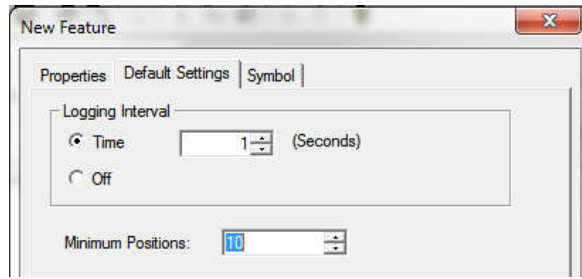 New Feature
Properties Default Settings Symbol
Logging Interval
Time 1 (Seconds)
Off
Minimum Positions: 10